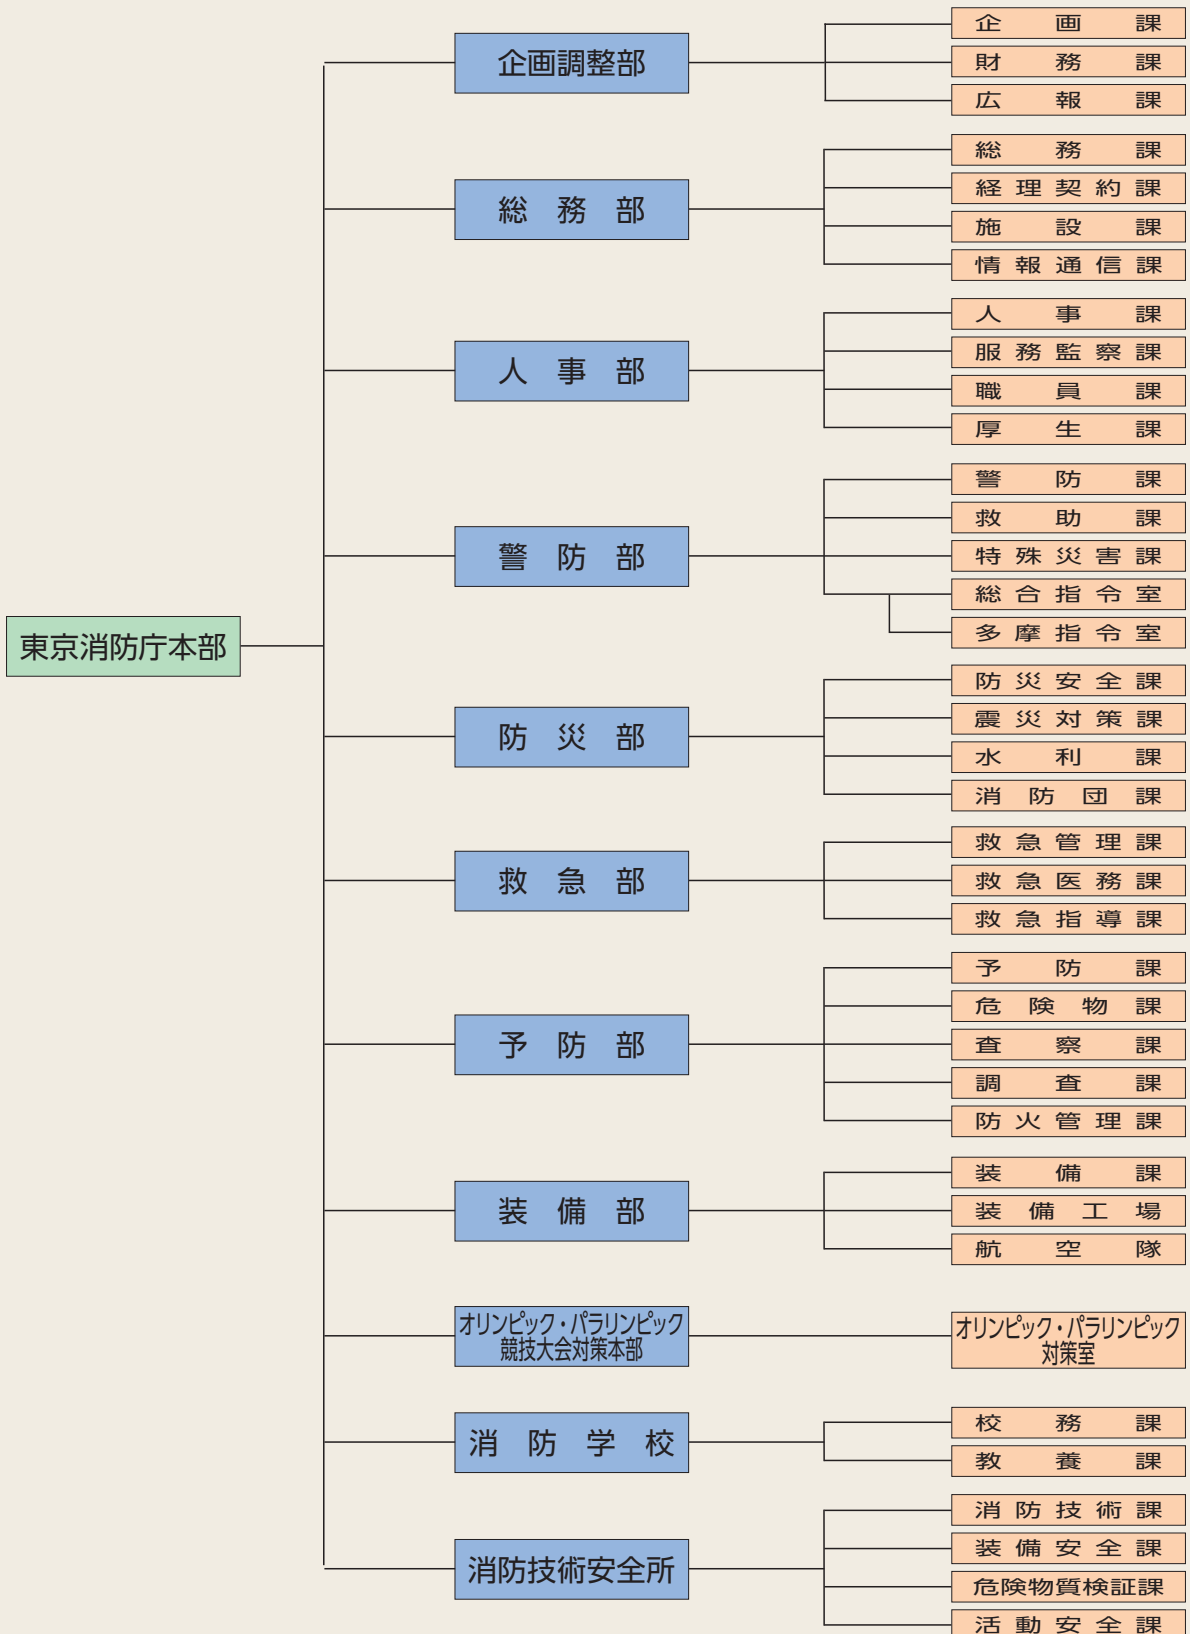 東京消防庁本部
企画調整部
企画課
財務課
広報課
総務部
総務課
経理契約課
施設課
情報通信課
人事部
人事課
服務監察課
職員課
厚生課
警防部
警防課
救助課
特殊災害課
総合指令室
多摩指令室
防災部
防災安全課
震災対策課
水利課
消防団課
救急部
救急管理課
救急医務課
救急指導課
予防部
予防課
危険物課
査察課
調査課
防火管理課
装備部
装備課
装備工場
航空隊
オリンピック・パラリンピック
競技大会対策本部
オリンピック・パラリンピック
対策室
消防学校
校務課
教養課
消防技術安全所
消防技術課
装備安全課
危険物質検証課
活動安全課